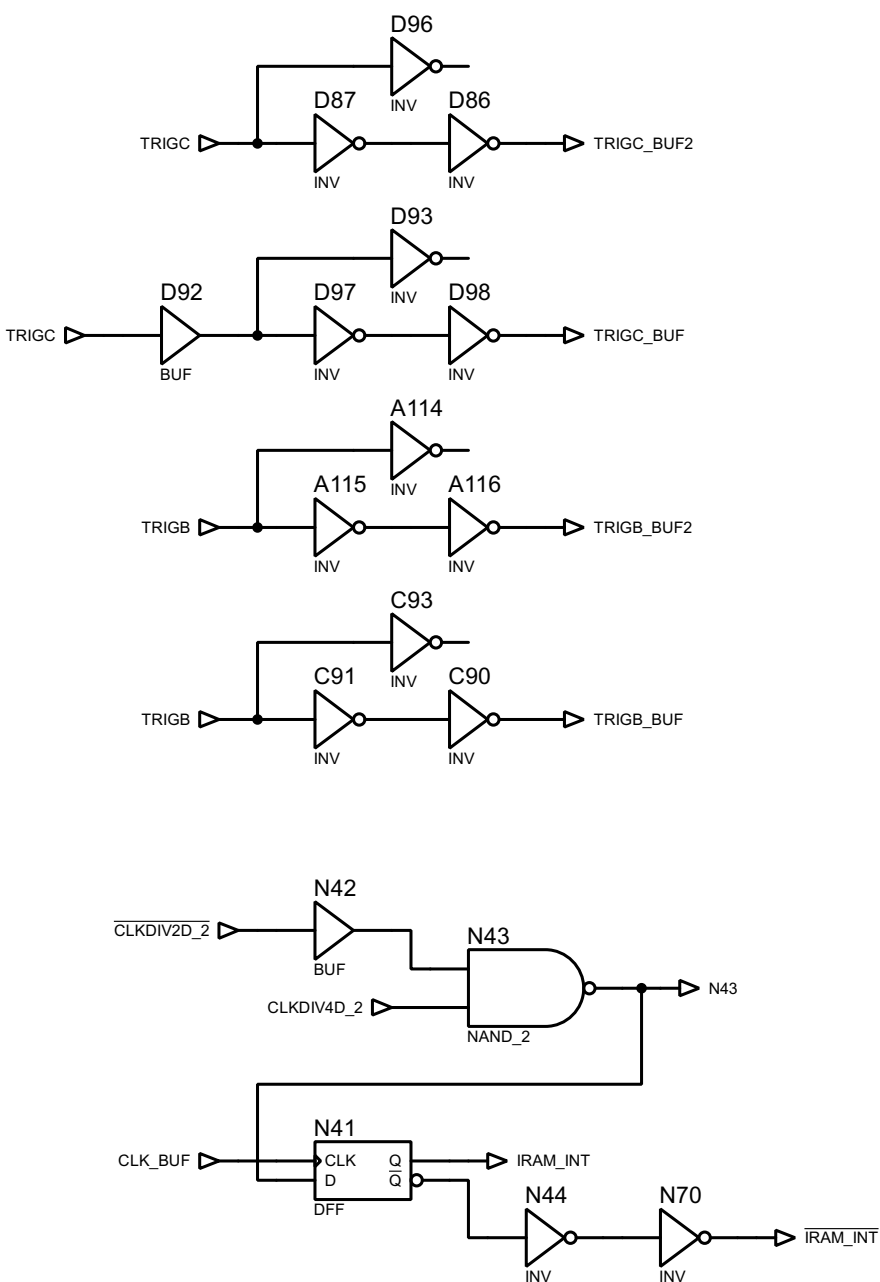 D96
INV
D87
D86
TRIGC
TRIGC_BUF2
INV
INV
D93
INV
D92
D97
D98
TRIGC
TRIGC_BUF
BUF
INV
INV
A114
INV
A115
A116
TRIGB
TRIGB_BUF2
INV
INV
C93
INV
C91
C90
TRIGB
TRIGB_BUF
INV
INV
N42
CLKDIV2D_2
BUF
N43
CLKDIV4D_2
N43
NAND_2
N41
CLK_BUF
CLK
Q
IRAM_INT
D
Q
DFF
N44
N70
IRAM_INT
INV
INV